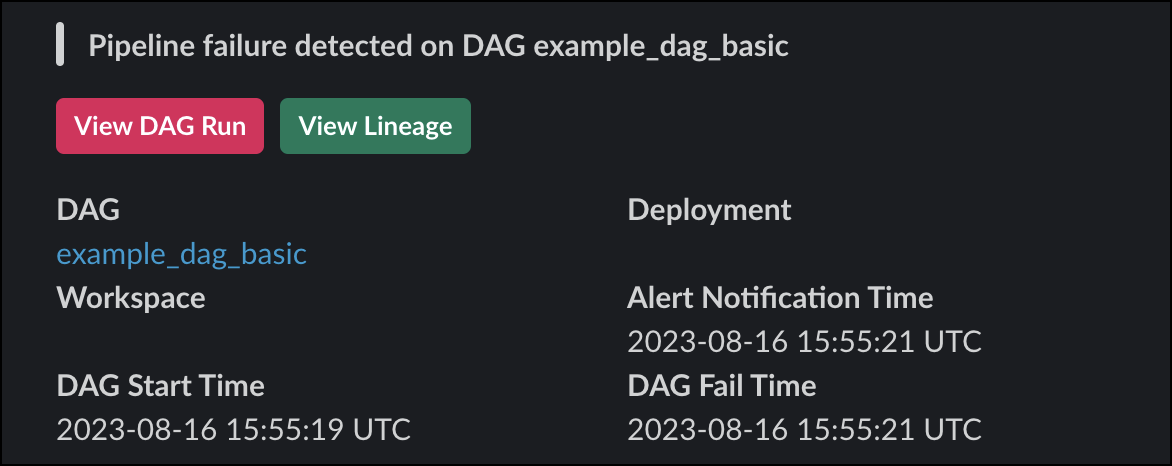 Pipeline failure detected on DAG example_dag_basic
View DAG Run
View Lineage
DAG
Deployment
example_dag_basic
Workspace
Alert Notification Time
2023-08-16 15:55:21 UTC
DAG Start Time
DAG Fail Time
2023-08-16 15:55:19 UTC
2023-08-16 15:55:21 UTC